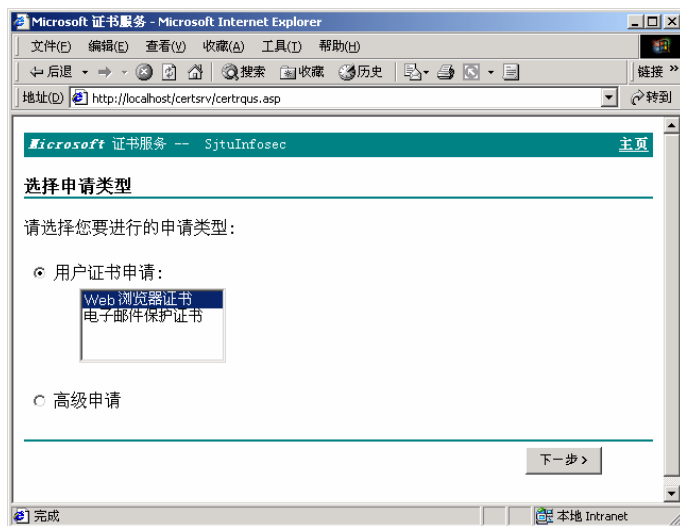 Microsoft 证书服务 - Microsoft Internet Explorer
文件(F) 编辑(E) 查看(V) 收藏(A) 工具(T) 帮助(H)
后退 搜索 收藏 历史 链接 »
地址(D) http://localhost/certsrv/certrqus.asp 转到
Microsoft 证书服务 -- SjtuInfosec 主页
选择申请类型
请选择您要进行的申请类型:
用户证书申请:
Web 浏览器证书
电子邮件保护证书
高级申请
下一步 >
完成 本地 Intranet